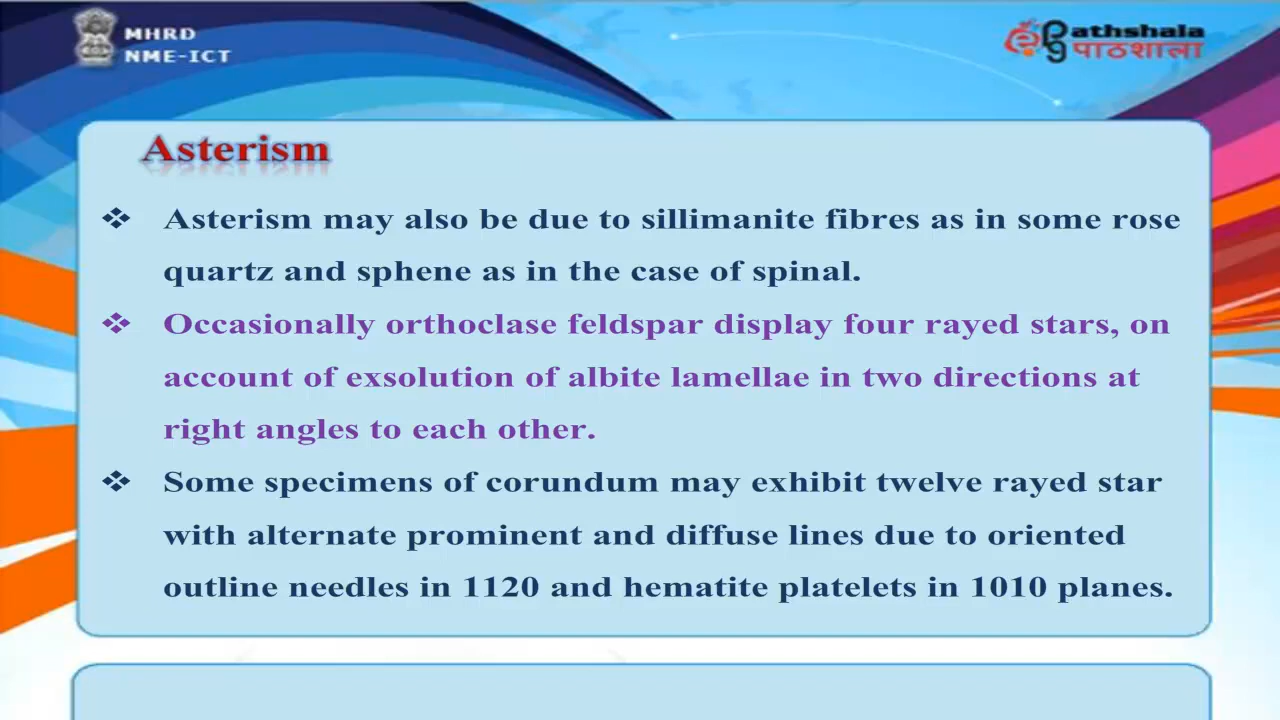 MHRD
NME-ICT
athshala
पाठशाला
Asterism
❖ Asterism may also be due to sillimanite fibres as in some rose
quartz and sphene as in the case of spinal.
❖ Occasionally orthoclase feldspar display four rayed stars, on
account of exsolution of albite lamellae in two directions at
right angles to each other.
❖ Some specimens of corundum may exhibit twelve rayed star
with alternate prominent and diffuse lines due to oriented
outline needles in 1120 and hematite platelets in 1010 planes.